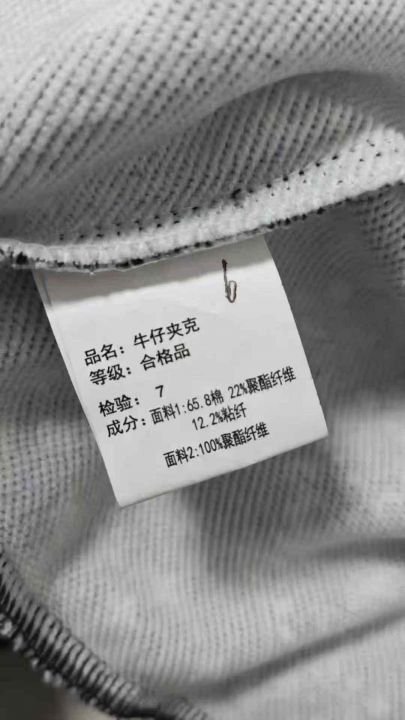 b
品名：牛仔夹克
等级：合格品
检验： 7
成分：面料1:65.8棉 22%聚酯纤维
12.2%粘纤
面料2:100%聚酯纤维